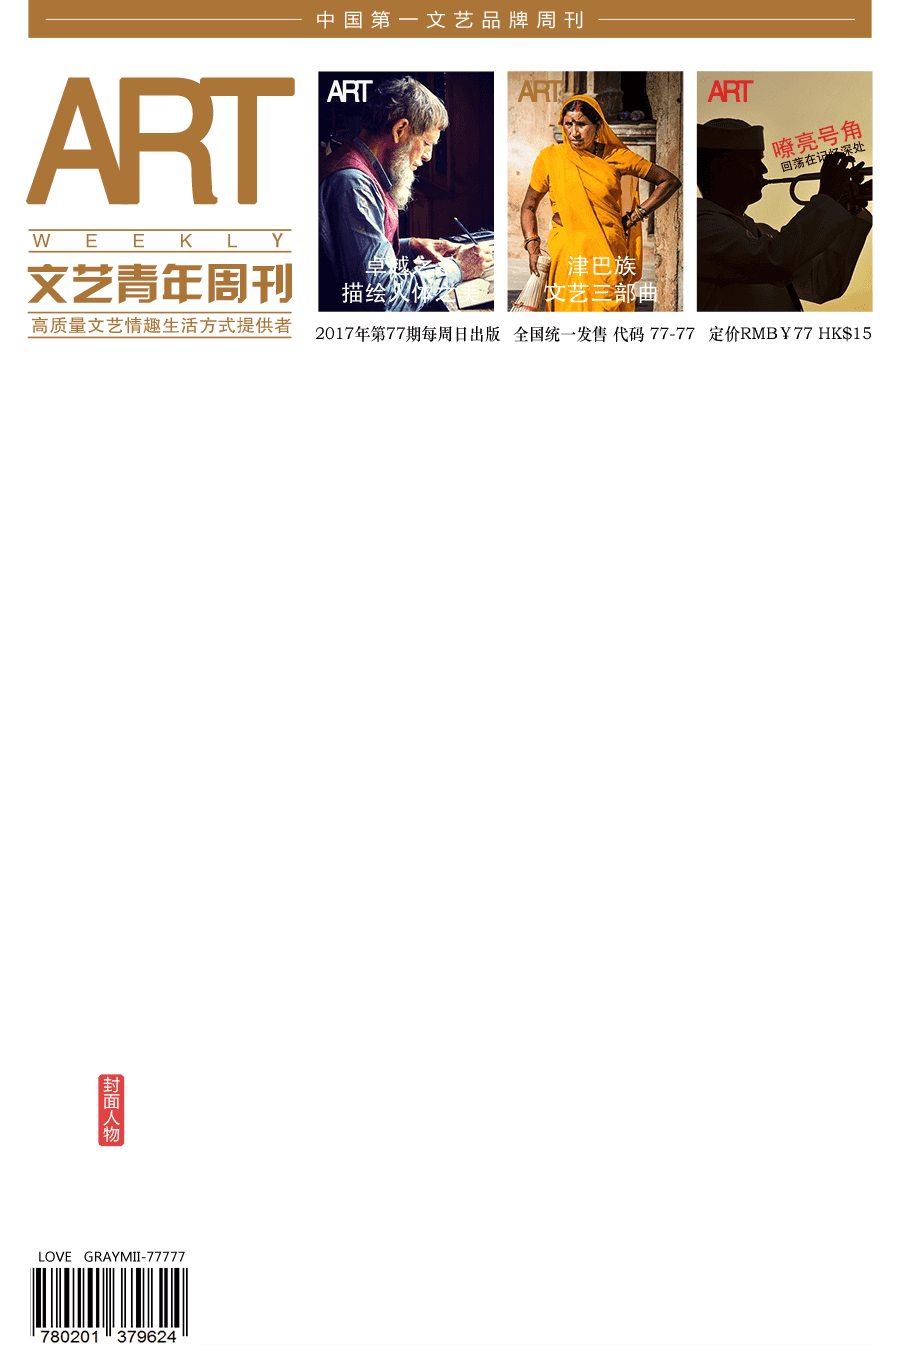 中国第一文艺品牌周刊
ART
WEEKLY
文艺青年周刊
高质量文艺情趣生活方式提供者
ART
卓越之
描绘人体之美
ART
津巴族
文艺三部曲
ART
嘹亮号角
回荡在记忆深处
2017年第77期每周日出版 全国统一发售 代码 77-77 定价RMB￥77 HK$15
封面人物
LOVE GRAYMII-77777
780201 379624